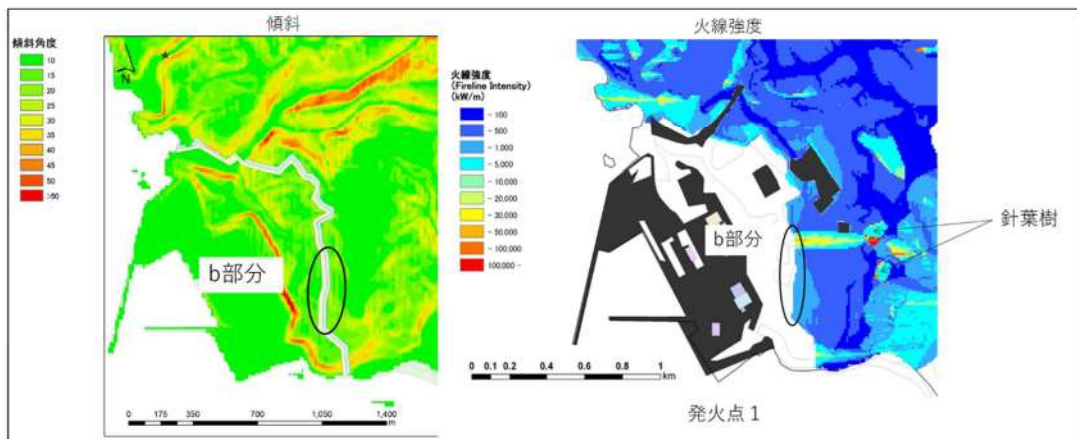 傾斜
傾斜角度
10
15
20
25
30
35
40
45
50
>50
N
b部分
0 175 350 700 1,050 1,400
m
火線強度
火線強度
(Fireline Intensity)
(kW/m)
- 100
- 500
- 1,000
- 5,000
- 10,000
- 20,000
- 30,000
- 50,000
- 100,000
100,000 -
b部分
針葉樹
0 0.1 0.2 0.4 0.6 0.8 1
km
発火点 1